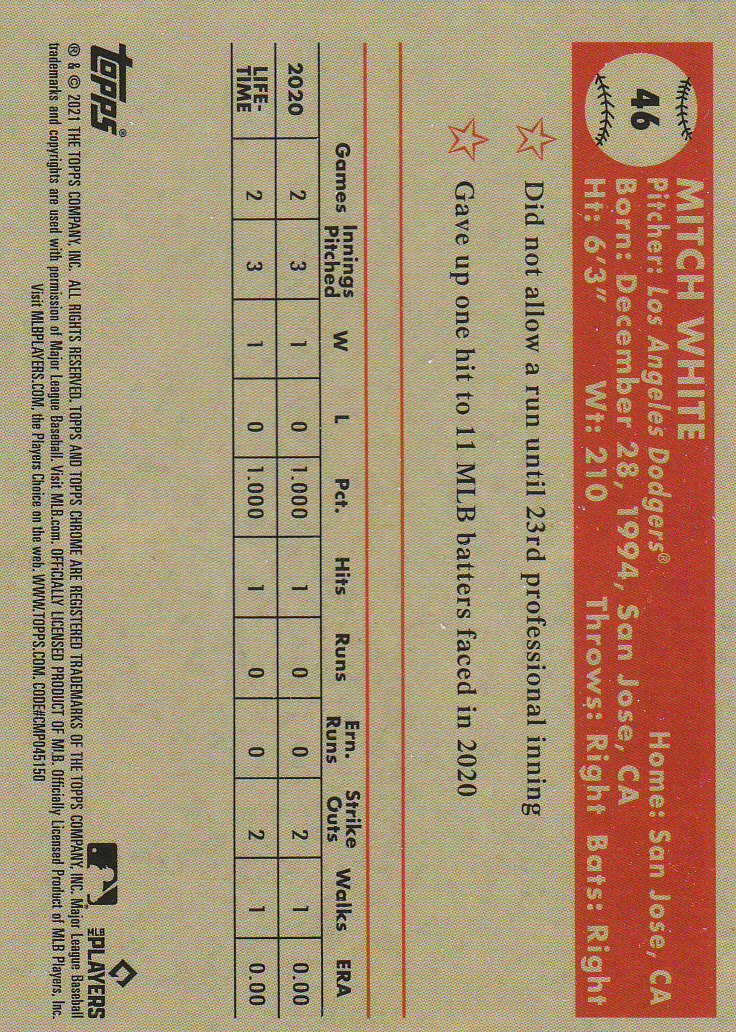 46
MITCH WHITE
Pitcher: Los Angeles Dodgers® Home: San Jose, CA
Born: December 28, 1994, San Jose, CA
Ht: 6'3" Wt: 210 Throws: Right Bats: Right
Did not allow a run until 23rd professional inning
Gave up one hit to 11 MLB batters faced in 2020
Games Innings Pitched W L Pct. Hits Runs Ern. Runs Strike Outs Walks ERA
2020 2 3 1 0 1.000 1 0 0 2 1 0.00
LIFE-TIME 2 3 1 0 1.000 1 0 0 2 1 0.00
topps®
MLB PLAYERS
® & © 2021 THE TOPPS COMPANY, INC. ALL RIGHTS RESERVED. TOPPS AND TOPPS CHROME ARE REGISTERED TRADEMARKS OF THE TOPPS COMPANY, INC. Major League Baseball
trademarks and copyrights are used with permission of Major League Baseball. Visit MLB.com. OFFICIALLY LICENSED PRODUCT OF MLB. Officially Licensed Product of MLB Players, Inc.
Visit MLBPLAYERS.COM, the Players Choice on the web. WWW.TOPPS.COM. CODE#CMP045150